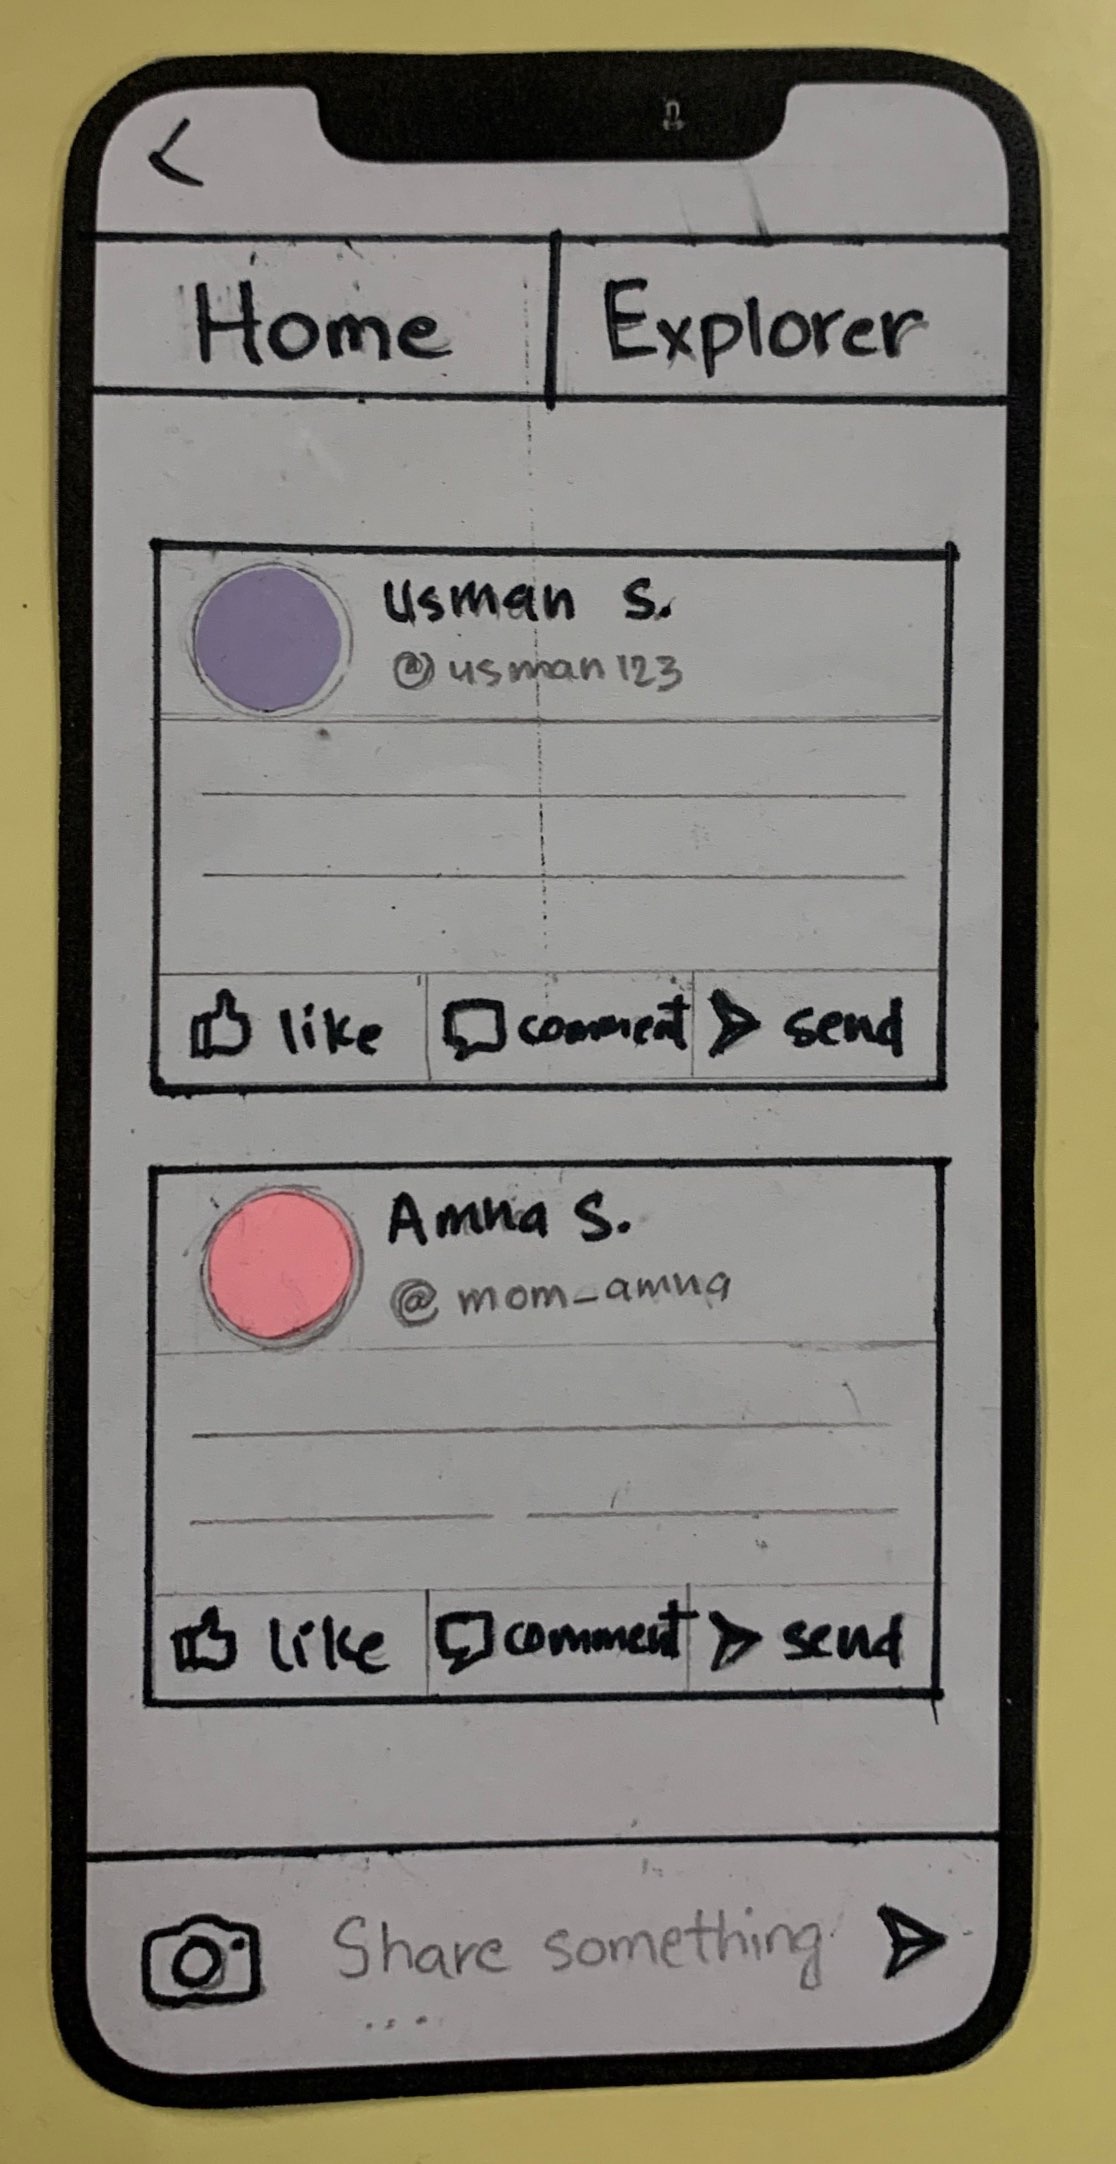 Home Explorer
Usman S.
@usman123
like comment send
Amna S.
@mom_amna
like comment send
Share something
...